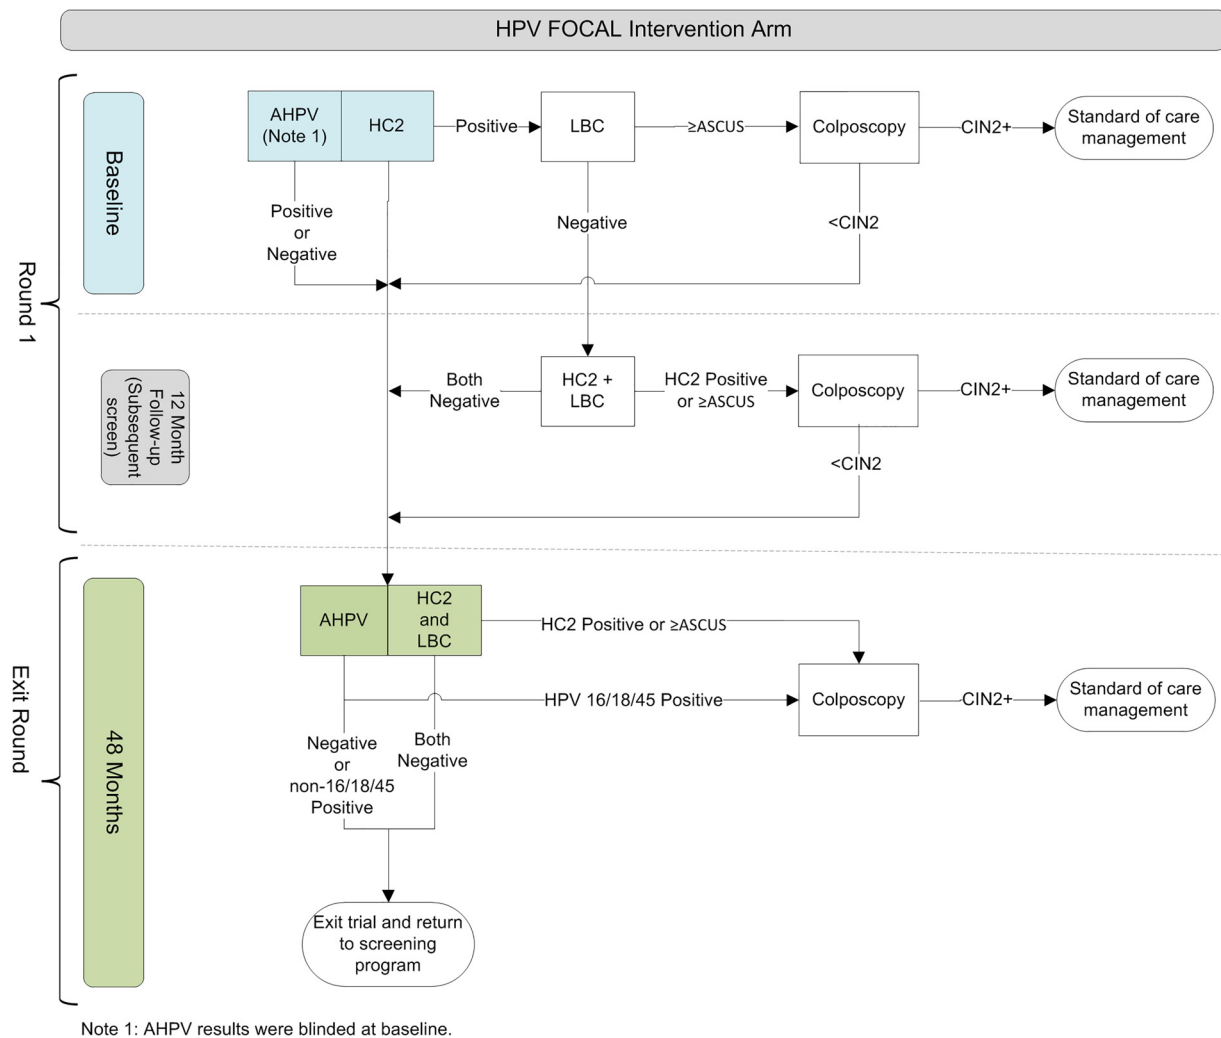 HPV FOCAL Intervention Arm
Round 1
Baseline
AHPV
(Note 1)
HC2
Positive
LBC
≥ASCUS
Colposcopy
CIN2+
Standard of care
management
Positive
or
Negative
Negative
<CIN2
12 Month
Follow-up
(Subsequent
screen)
Both
Negative
HC2 +
LBC
HC2 Positive
or ≥ASCUS
Colposcopy
CIN2+
Standard of care
management
<CIN2
Exit Round
48 Months
AHPV
HC2
and
LBC
HC2 Positive or ≥ASCUS
HPV 16/18/45 Positive
Colposcopy
CIN2+
Standard of care
management
Negative
or
non-16/18/45
Positive
Both
Negative
Exit trial and return
to screening
program
Note 1: AHPV results were blinded at baseline.